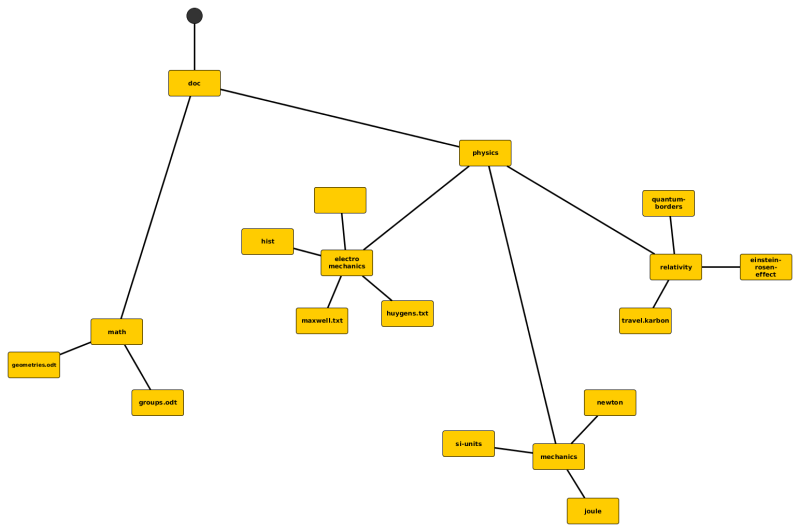 doc
physics
quantum-
borders
hist
electro
mechanics
relativity
einstein-
rosen-
effect
maxwell.txt
huygens.txt
travel.karbon
math
geometries.odt
groups.odt
newton
si-units
mechanics
joule